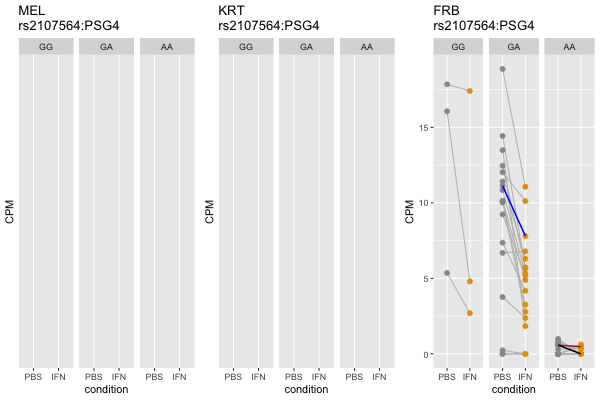 MEL
rs2107564:PSG4
GG GA AA
CPM
PBS IFN PBS IFN PBS IFN
condition
KRT
rs2107564:PSG4
GG GA AA
CPM
PBS IFN PBS IFN PBS IFN
condition
FRB
rs2107564:PSG4
GG GA AA
15
10
5
0
CPM
PBS IFN PBS IFN PBS IFN
condition